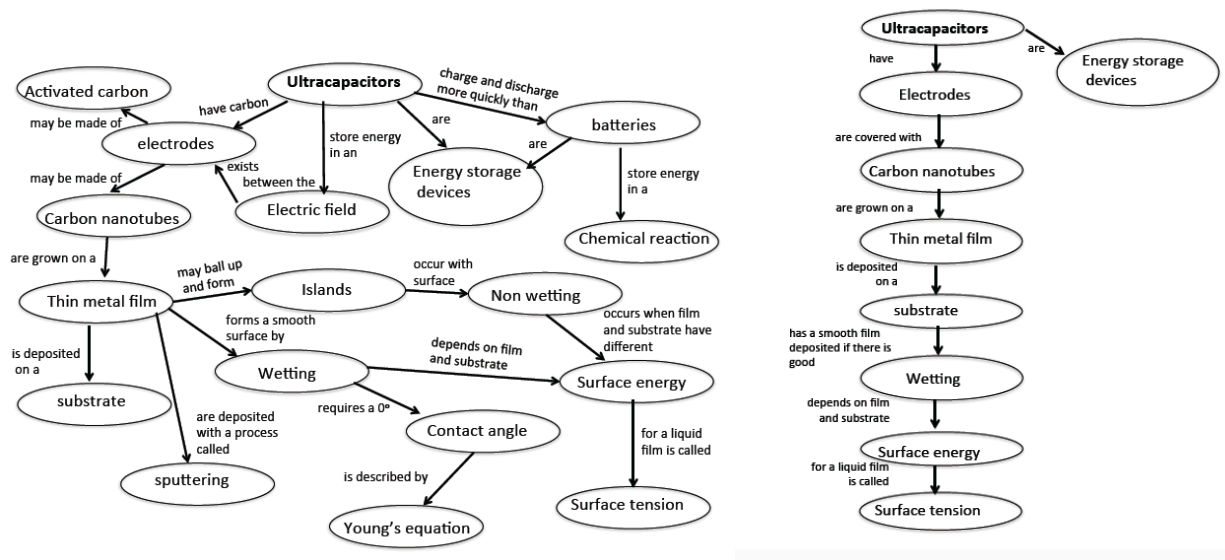 Ultracapacitors
Activated carbon
have carbon
charge and discharge
more quickly than
may be made of
electrodes
store energy
in an
are
batteries
are
may be made of
exists
between the
Energy storage
devices
store energy
in a
Carbon nanotubes
Electric field
Chemical reaction
are grown on a
may ball up
and form
Islands
occur with
surface
Non wetting
Thin metal film
forms a smooth
surface by
occurs when film
and substrate have
different
is deposited
on a
depends on film
and substrate
Wetting
Surface energy
substrate
requires a 0°
are deposited
with a process
called
Contact angle
for a liquid
film is called
sputtering
is described by
Surface tension
Young's equation
Ultracapacitors
have
are
Energy storage
devices
Electrodes
are covered with
Carbon nanotubes
are grown on a
Thin metal film
is deposited
on a
substrate
has a smooth film
deposited if there is
good
Wetting
depends on film
and substrate
Surface energy
for a liquid film
is called
Surface tension